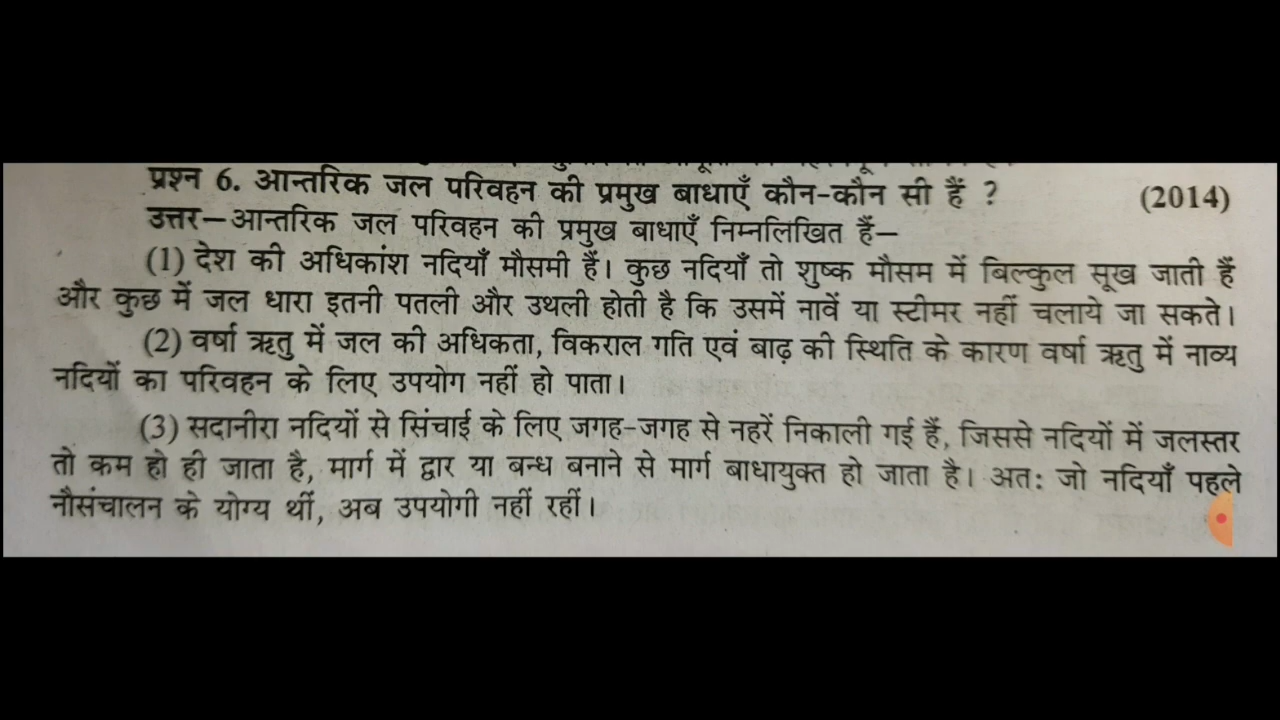 प्रश्न 6. आन्तरिक जल परिवहन की प्रमुख बाधाएँ कौन-कौन सी हैं ? (2014)
उत्तर–आन्तरिक जल परिवहन की प्रमुख बाधाएँ निम्नलिखित हैं–
(1) देश की अधिकांश नदियाँ मौसमी हैं। कुछ नदियाँ तो शुष्क मौसम में बिल्कुल सूख जाती हैं
और कुछ में जल धारा इतनी पतली और उथली होती है कि उसमें नावें या स्टीमर नहीं चलाये जा सकते।
(2) वर्षा ऋतु में जल की अधिकता, विकराल गति एवं बाढ़ की स्थिति के कारण वर्षा ऋतु में नाव्य
नदियों का परिवहन के लिए उपयोग नहीं हो पाता।
(3) सदानीरा नदियों से सिंचाई के लिए जगह-जगह से नहरें निकाली गई हैं, जिससे नदियों में जलस्तर
तो कम हो ही जाता है, मार्ग में द्वार या बन्ध बनाने से मार्ग बाधायुक्त हो जाता है। अतः जो नदियाँ पहले
नौसंचालन के योग्य थीं, अब उपयोगी नहीं रहीं।